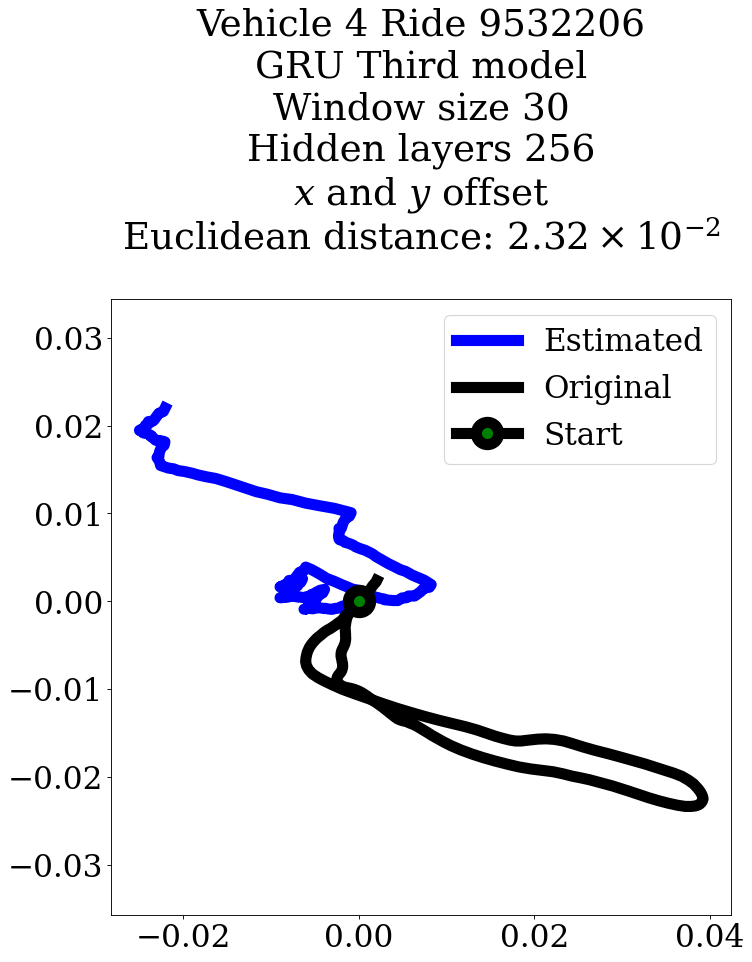 Vehicle 4 Ride 9532206
GRU Third model
Window size 30
Hidden layers 256
x and y offset
Euclidean distance: 2.32 × 10⁻²
Estimated
Original
Start
0.03
0.02
0.01
0.00
−0.01
−0.02
−0.03
−0.02 0.00 0.02 0.04